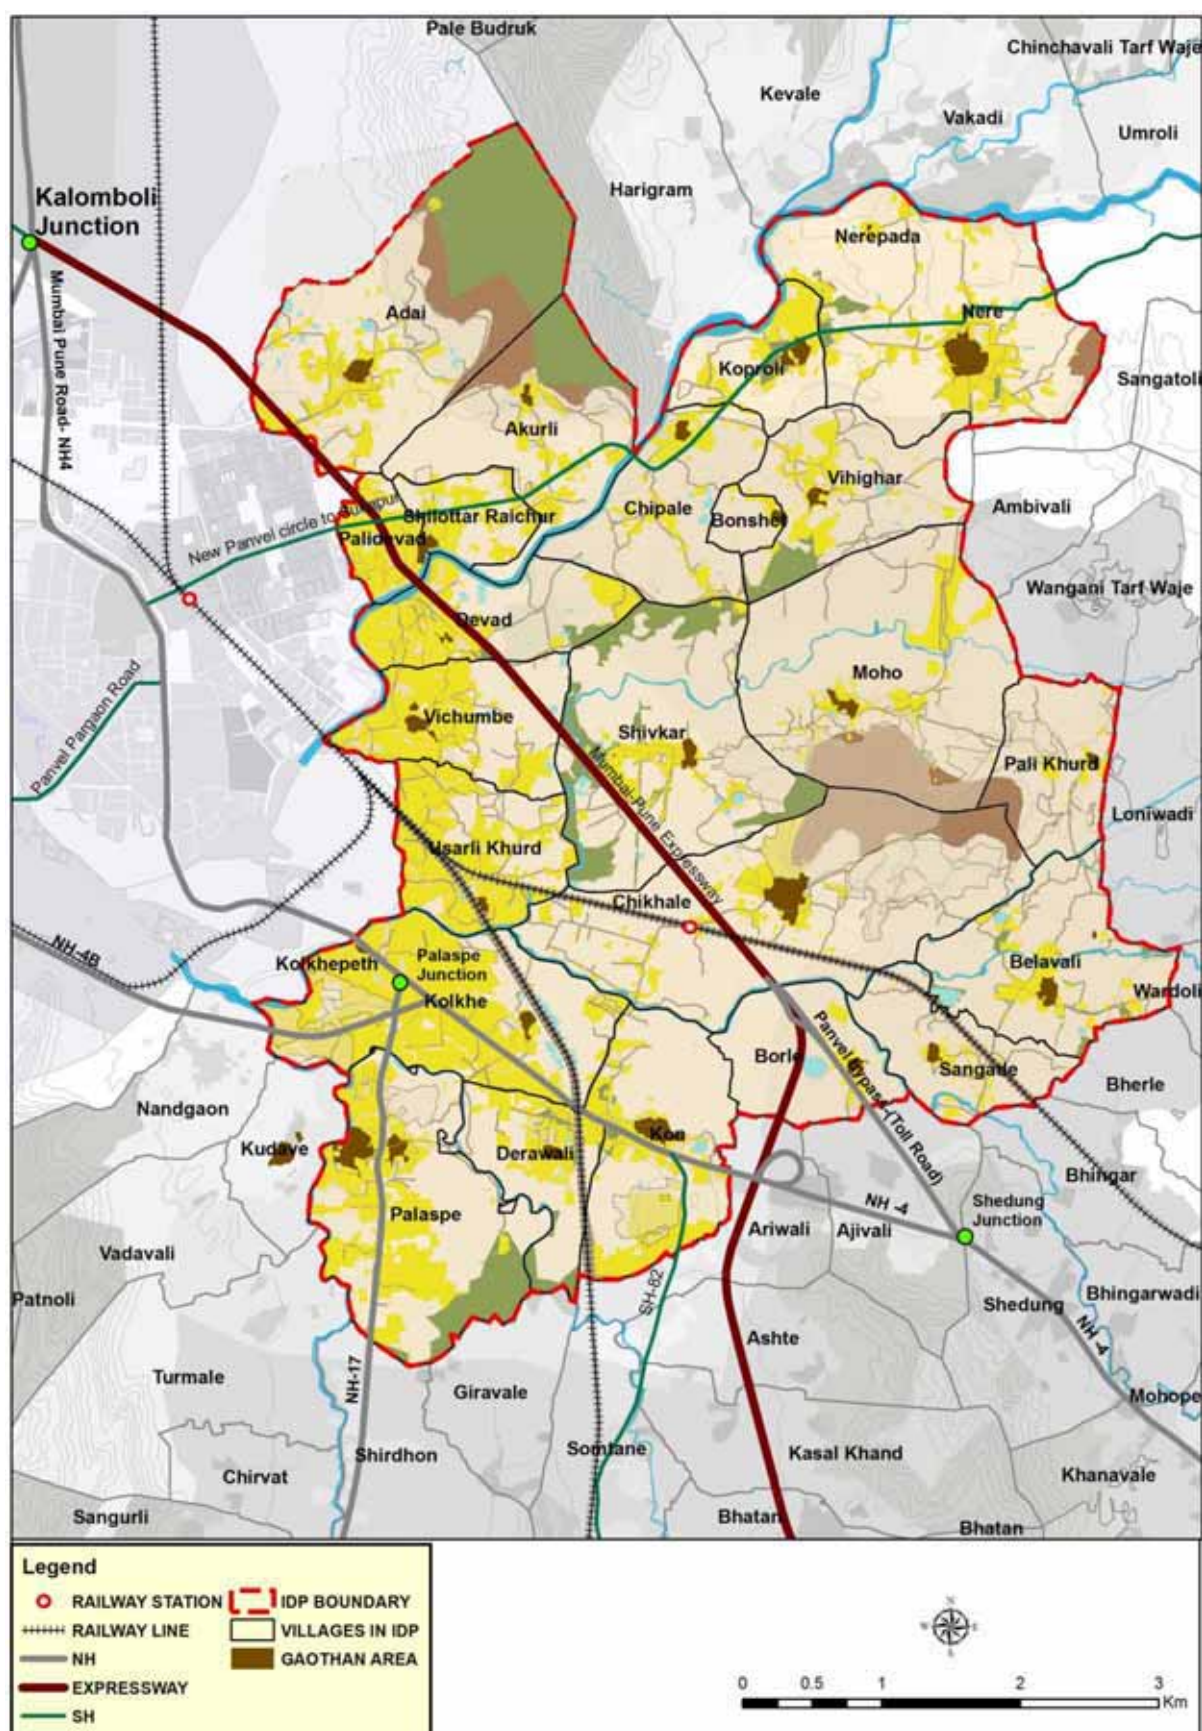 Pale Budruk
Chinchavali Tarf Waje
Kevale
Vakadi
Umroli
Kalomboli
Junction
Harigram
Nerepada
Mumbai Pune Road- NH4
Adai
Nere
Koproli
Sangatoli
Akurli
Vihighar
Chipale
Bonshet
Ambivali
Shilottar Raichur
New Panvel circle to
Palidevad
Wangani Tarf Waje
Devad
Moho
Panvel Pargaon Road
Vichumbe
Shivkar
Mumbai-Pune Expressway
Pali Khurd
Loniwadi
Usarli Khurd
Chikhale
NH-4B
Kolkhepeth
Palaspe
Junction
Kolkhe
Belavali
Wardoli
Panvel Bypass (Toll Road)
Borle
Sangade
Bherle
Nandgaon
Kudave
Derawali
Kon
Bhingar
Palaspe
NH -4
Shedung
Junction
Ariwali
Ajivali
Vadavali
Patnoli
SH-82
Bhingarwadi
Shedung
NH -4
Ashte
NH-17
Turmale
Giravale
Mohope
Shirdhon
Somtane
Kasal Khand
Chirvat
Khanavale
Sangurli
Bhatan
Bhatan
Legend
RAILWAY STATION
IDP BOUNDARY
RAILWAY LINE
VILLAGES IN IDP
NH
GAOTHAN AREA
EXPRESSWAY
SH
N
W
E
S
0 0.5 1 2 3
Km